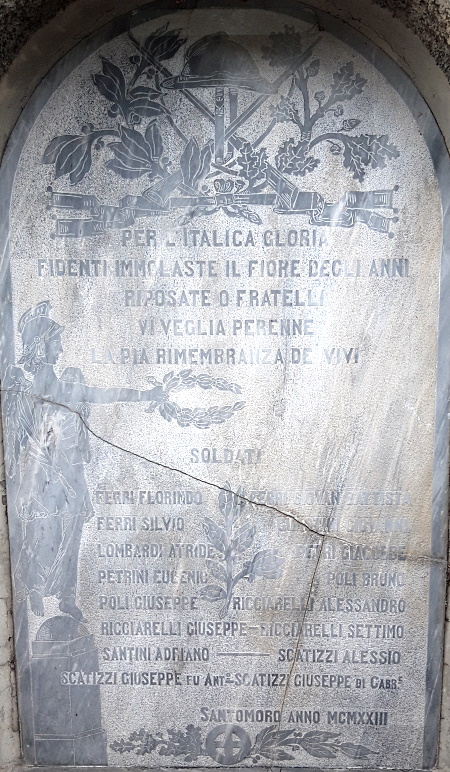 PER L'ITALICA GLORIA
FIDENTI IMMOLASTE IL FIORE DEGLI ANNI
RIPOSATE O FRATELLI
VI VEGLIA PERENNE
LA PIA RIMEMBRANZA DE' VIVI
SOLDATI
FERRI FLORINDO
FERRI SILVIO
LOMBARDI ATRIDE PETRI
PETRINI EUGENIO POLI BRUNO
POLI GIUSEPPE RICCIARELLI ALESSANDRO
RICCIARELLI GIUSEPPE - RICCIARELLI SETTIMO
SANTINI ADRIANO — SCATIZZI ALESSIO
SCATIZZI GIUSEPPE FU ANT.º SCATIZZI GIUSEPPE DI GABR.E
SANTOMORO ANNO MCMXXIII